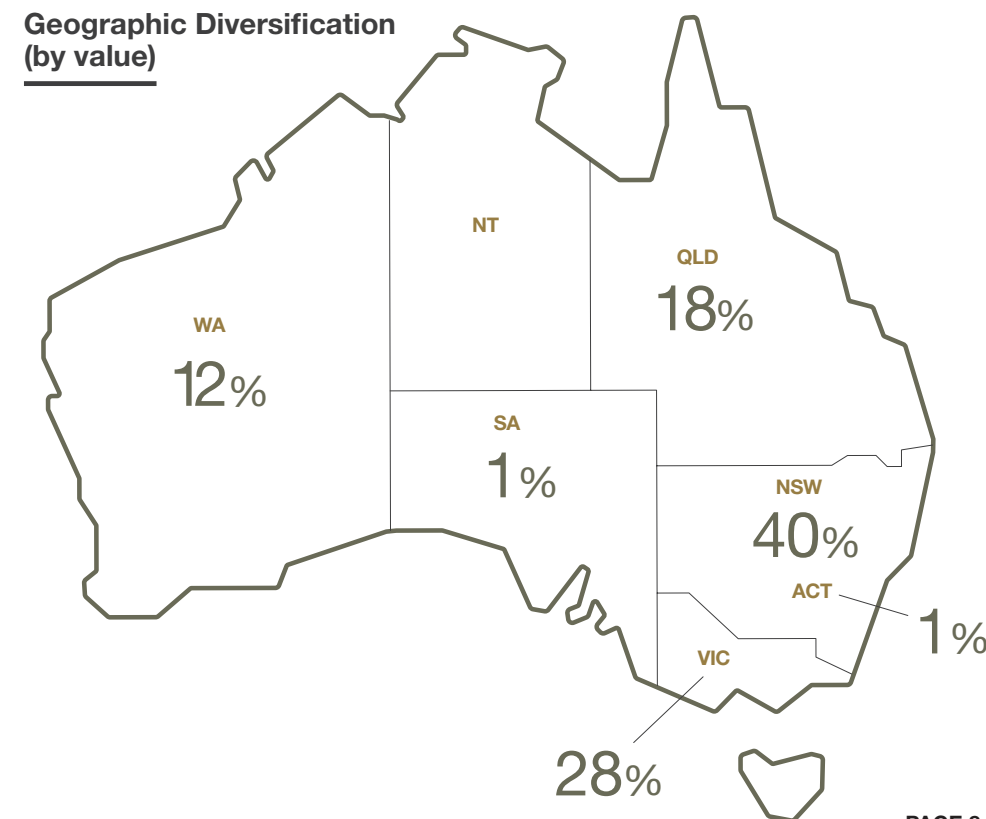 Geographic Diversification
(by value)
NT
QLD
18%
WA
12%
SA
1%
NSW
40%
ACT
1%
VIC
28%